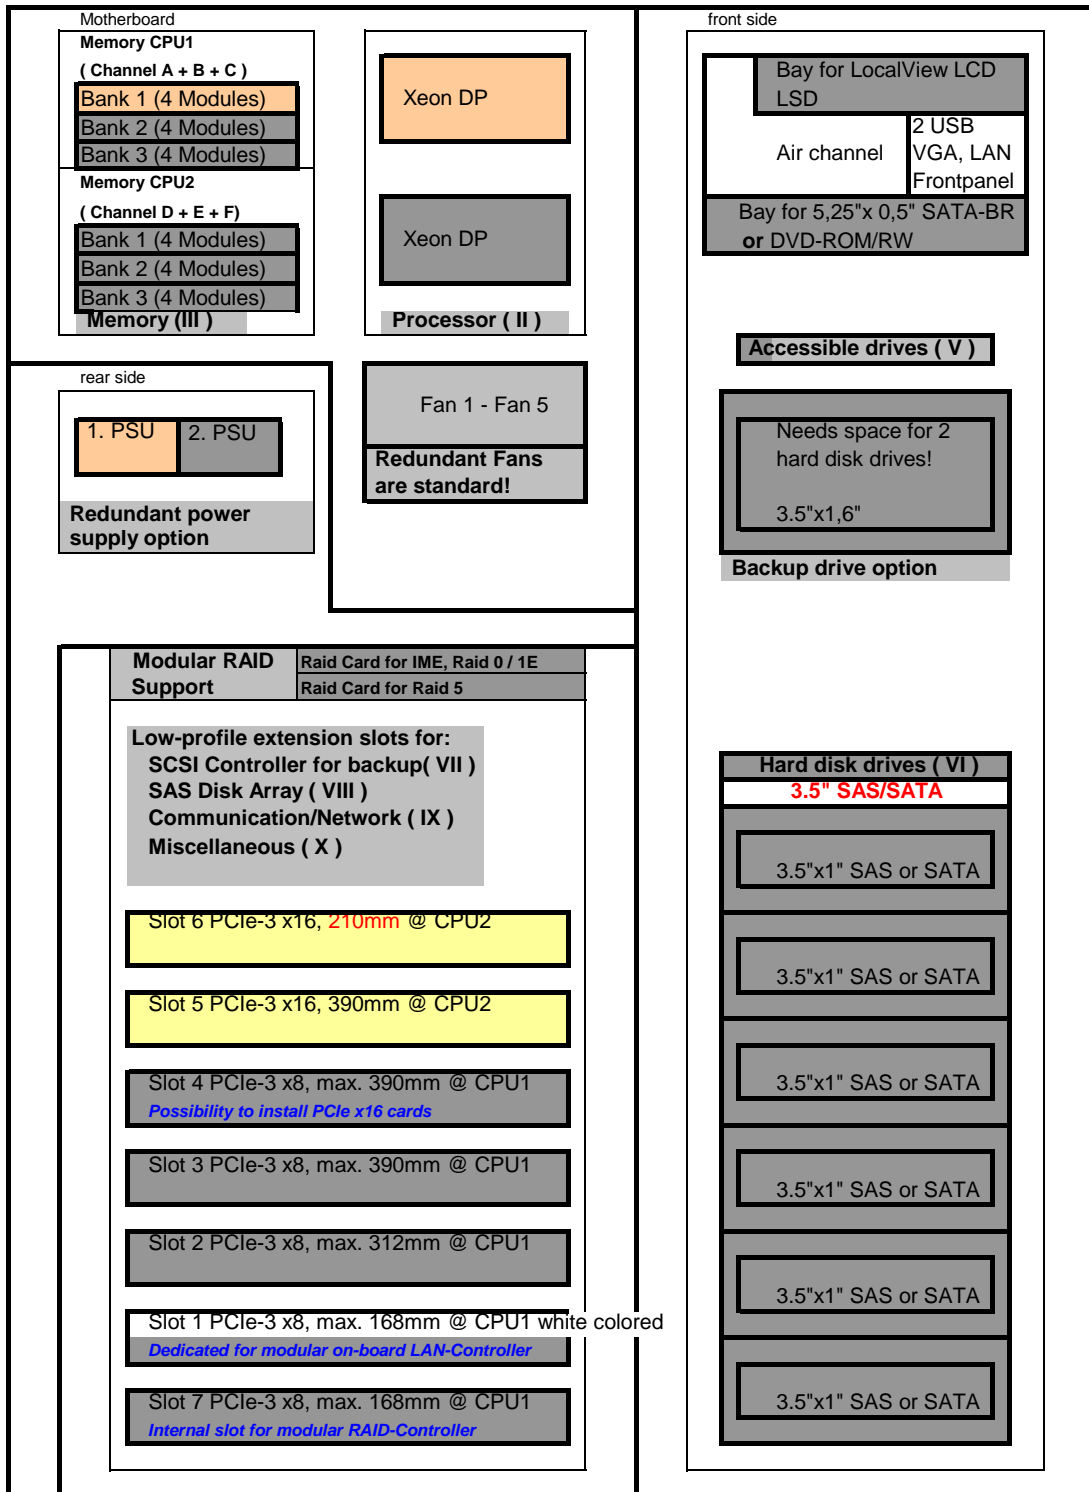 Motherboard
Memory CPU1
( Channel A + B + C )
Bank 1 (4 Modules)
Bank 2 (4 Modules)
Bank 3 (4 Modules)
Memory CPU2
( Channel D + E + F)
Bank 1 (4 Modules)
Bank 2 (4 Modules)
Bank 3 (4 Modules)
Memory (III )
Xeon DP
Xeon DP
Processor ( II )
rear side
1. PSU
2. PSU
Redundant power
supply option
Fan 1 - Fan 5
Redundant Fans
are standard!
Modular RAID
Support
Raid Card for IME, Raid 0 / 1E
Raid Card for Raid 5
Low-profile extension slots for:
SCSI Controller for backup( VII )
SAS Disk Array ( VIII )
Communication/Network ( IX )
Miscellaneous ( X )
Slot 6 PCIe-3 x16, 210mm @ CPU2
Slot 5 PCIe-3 x16, 390mm @ CPU2
Slot 4 PCIe-3 x8, max. 390mm @ CPU1
Possibility to install PCIe x16 cards
Slot 3 PCIe-3 x8, max. 390mm @ CPU1
Slot 2 PCIe-3 x8, max. 312mm @ CPU1
Slot 1 PCIe-3 x8, max. 168mm @ CPU1 white colored
Dedicated for modular on-board LAN-Controller
Slot 7 PCIe-3 x8, max. 168mm @ CPU1
Internal slot for modular RAID-Controller
front side
Bay for LocalView LCD
LSD
Air channel
2 USB
VGA, LAN
Frontpanel
Bay for 5,25"x 0,5" SATA-BR
or DVD-ROM/RW
Accessible drives ( V )
Needs space for 2
hard disk drives!
3.5"x1,6"
Backup drive option
Hard disk drives ( VI )
3.5" SAS/SATA
3.5"x1" SAS or SATA
3.5"x1" SAS or SATA
3.5"x1" SAS or SATA
3.5"x1" SAS or SATA
3.5"x1" SAS or SATA
3.5"x1" SAS or SATA